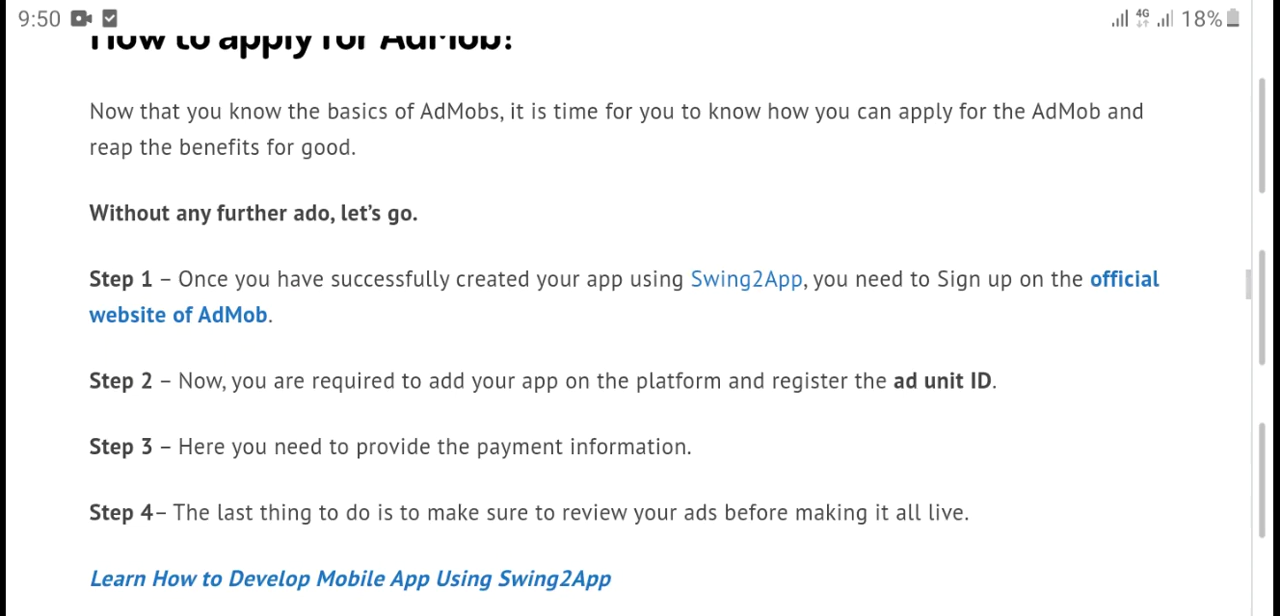 9:50
4G
18%
How to apply for AdMob?
Now that you know the basics of AdMobs, it is time for you to know how you can apply for the AdMob and
reap the benefits for good.
Without any further ado, let’s go.
Step 1 – Once you have successfully created your app using Swing2App, you need to Sign up on the official
website of AdMob.
Step 2 – Now, you are required to add your app on the platform and register the ad unit ID.
Step 3 – Here you need to provide the payment information.
Step 4– The last thing to do is to make sure to review your ads before making it all live.
Learn How to Develop Mobile App Using Swing2App